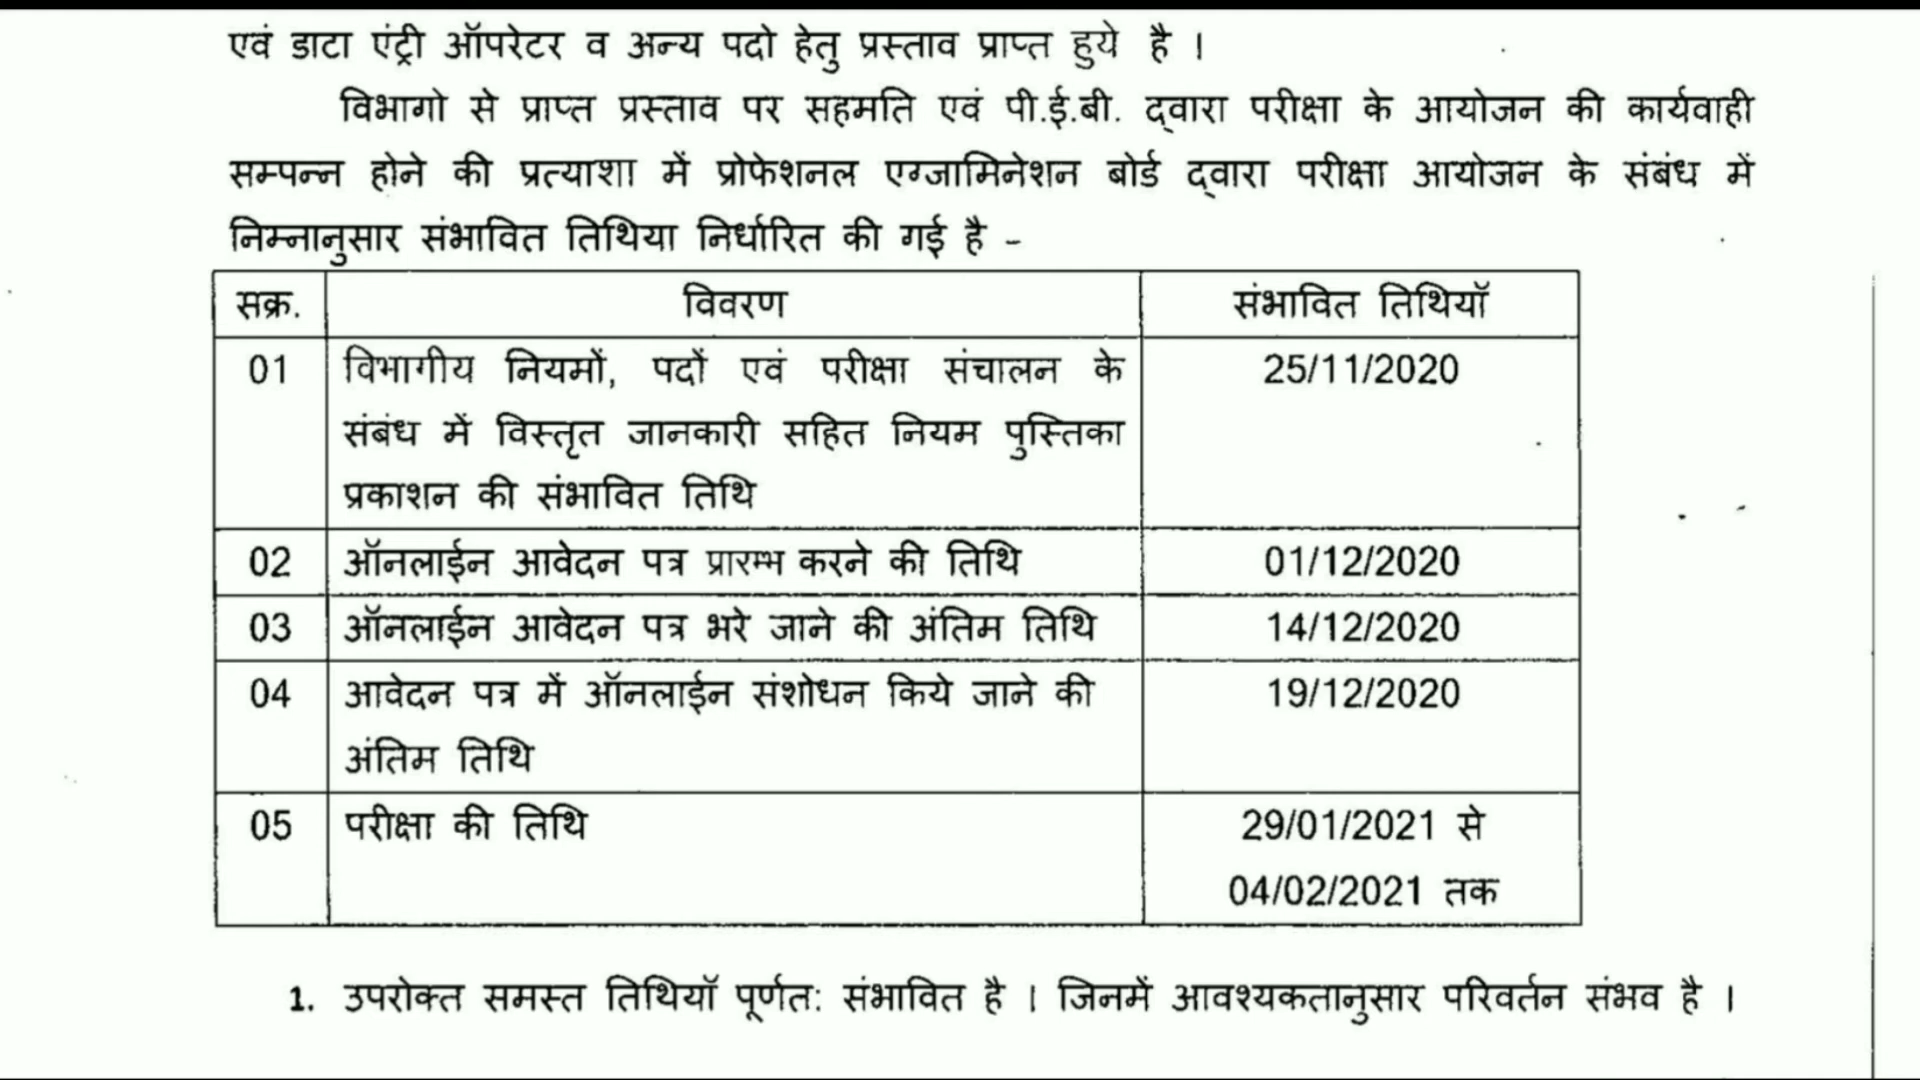 एवं डाटा एंट्री ऑपरेटर व अन्य पदो हेतु प्रस्ताव प्राप्त हुये है ।
विभागो से प्राप्त प्रस्ताव पर सहमति एवं पी.ई.बी. द्वारा परीक्षा के आयोजन की कार्यवाही
सम्पन्न होने की प्रत्याशा में प्रोफेशनल एग्जामिनेशन बोर्ड द्वारा परीक्षा आयोजन के संबंध में
निम्नानुसार संभावित तिथिया निर्धारित की गई है -
सक्र. विवरण संभावित तिथियॉ
01 विभागीय नियमों, पदों एवं परीक्षा संचालन के 25/11/2020
संबंध में विस्तृत जानकारी सहित नियम पुस्तिका
प्रकाशन की संभावित तिथि
02 ऑनलाईन आवेदन पत्र प्रारम्भ करने की तिथि 01/12/2020
03 ऑनलाईन आवेदन पत्र भरे जाने की अंतिम तिथि 14/12/2020
04 आवेदन पत्र में ऑनलाईन संशोधन किये जाने की 19/12/2020
अंतिम तिथि
05 परीक्षा की तिथि 29/01/2021 से
04/02/2021 तक
1. उपरोक्त समस्त तिथियॉ पूर्णत: संभावित है । जिनमें आवश्यकतानुसार परिवर्तन संभव है ।